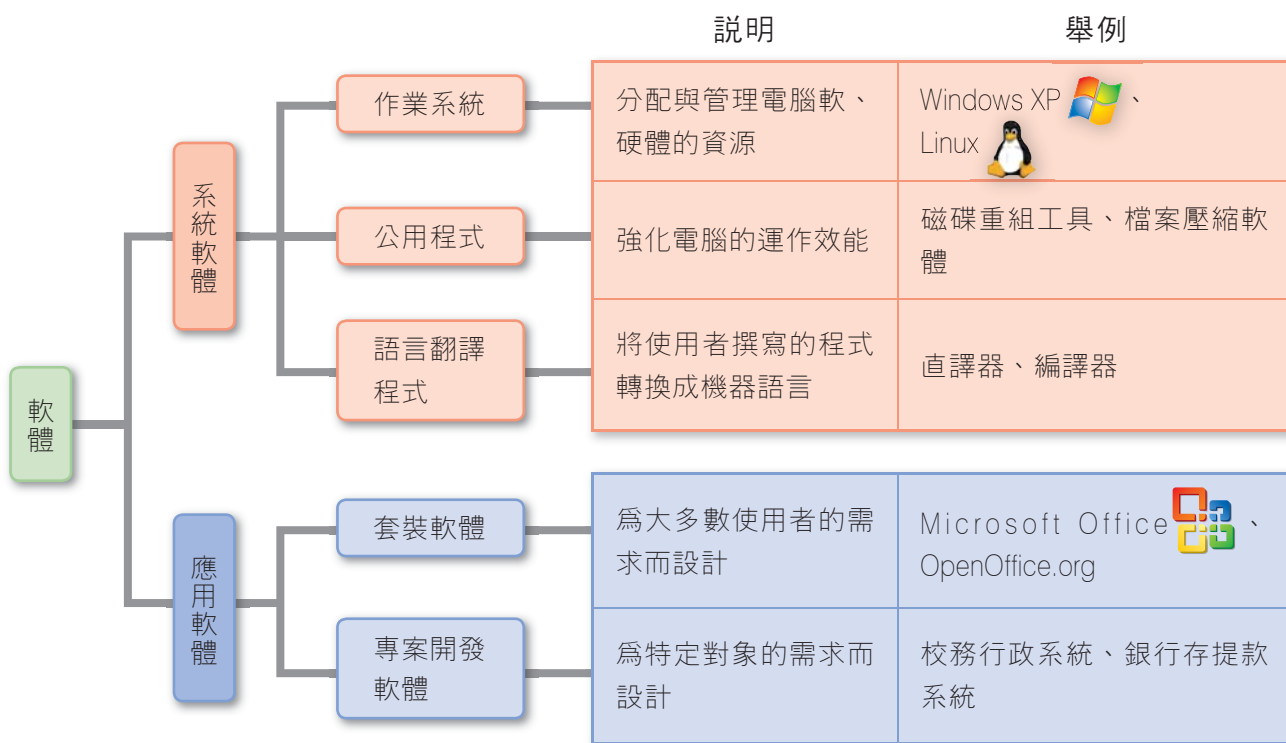 説明
舉例
軟體
系統軟體
作業系統
分配與管理電腦軟、
硬體的資源
Windows XP、
Linux
公用程式
強化電腦的運作效能
磁碟重組工具、檔案壓縮軟
體
語言翻譯
程式
將使用者撰寫的程式
轉換成機器語言
直譯器、編譯器
應用軟體
套裝軟體
爲大多數使用者的需
求而設計
Microsoft Office、
OpenOffice.org
專案開發
軟體
爲特定對象的需求而
設計
校務行政系統、銀行存提款
系統